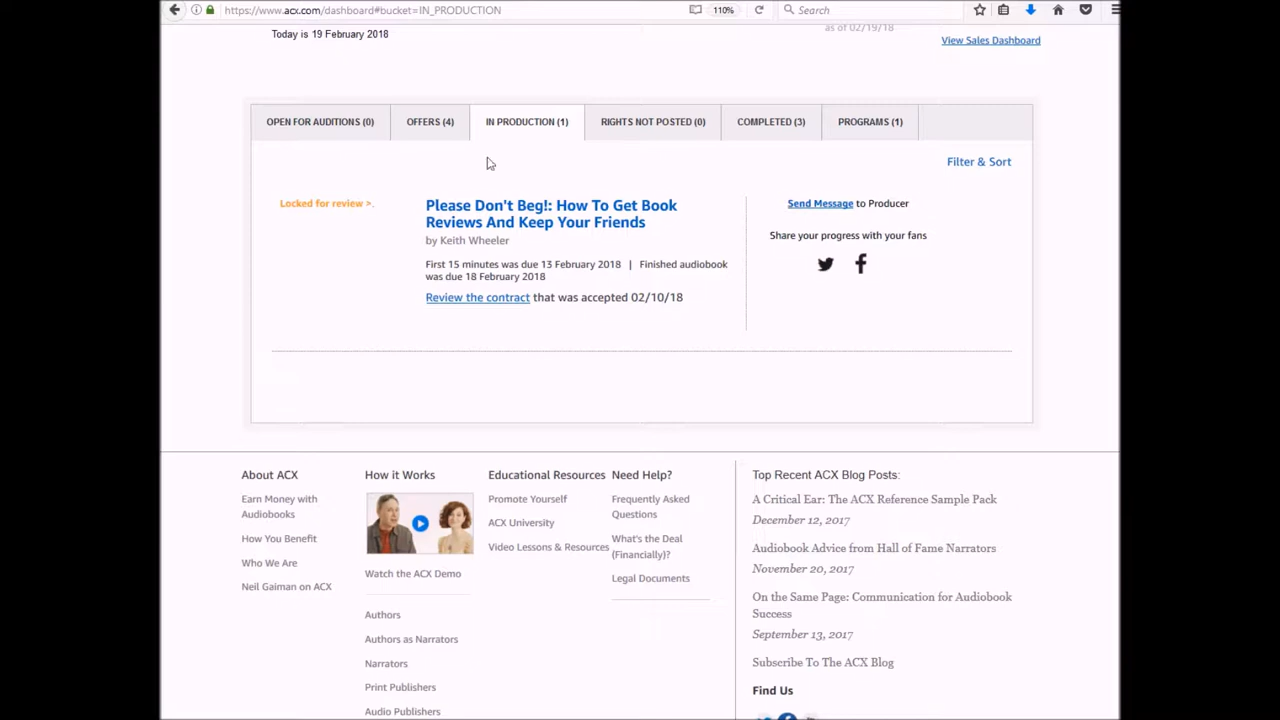 https://www.acx.com/dashboard#bucket=IN_PRODUCTION
110%
Search
Today is 19 February 2018
as of 02/19/18
View Sales Dashboard
OPEN FOR AUDITIONS (0)
OFFERS (4)
IN PRODUCTION (1)
RIGHTS NOT POSTED (0)
COMPLETED (3)
PROGRAMS (1)
Filter & Sort
Locked for review >.
Please Don't Beg!: How To Get Book
Reviews And Keep Your Friends
by Keith Wheeler
First 15 minutes was due 13 February 2018 | Finished audiobook
was due 18 February 2018
Review the contract that was accepted 02/10/18
Send Message to Producer
Share your progress with your fans
About ACX
Earn Money with
Audiobooks
How You Benefit
Who We Are
Neil Gaiman on ACX
How it Works
Watch the ACX Demo
Authors
Authors as Narrators
Narrators
Print Publishers
Audio Publishers
Educational Resources
Promote Yourself
ACX University
Video Lessons & Resources
Need Help?
Frequently Asked
Questions
What's the Deal
(Financially)?
Legal Documents
Top Recent ACX Blog Posts:
A Critical Ear: The ACX Reference Sample Pack
December 12, 2017
Audiobook Advice from Hall of Fame Narrators
November 20, 2017
On the Same Page: Communication for Audiobook
Success
September 13, 2017
Subscribe To The ACX Blog
Find Us